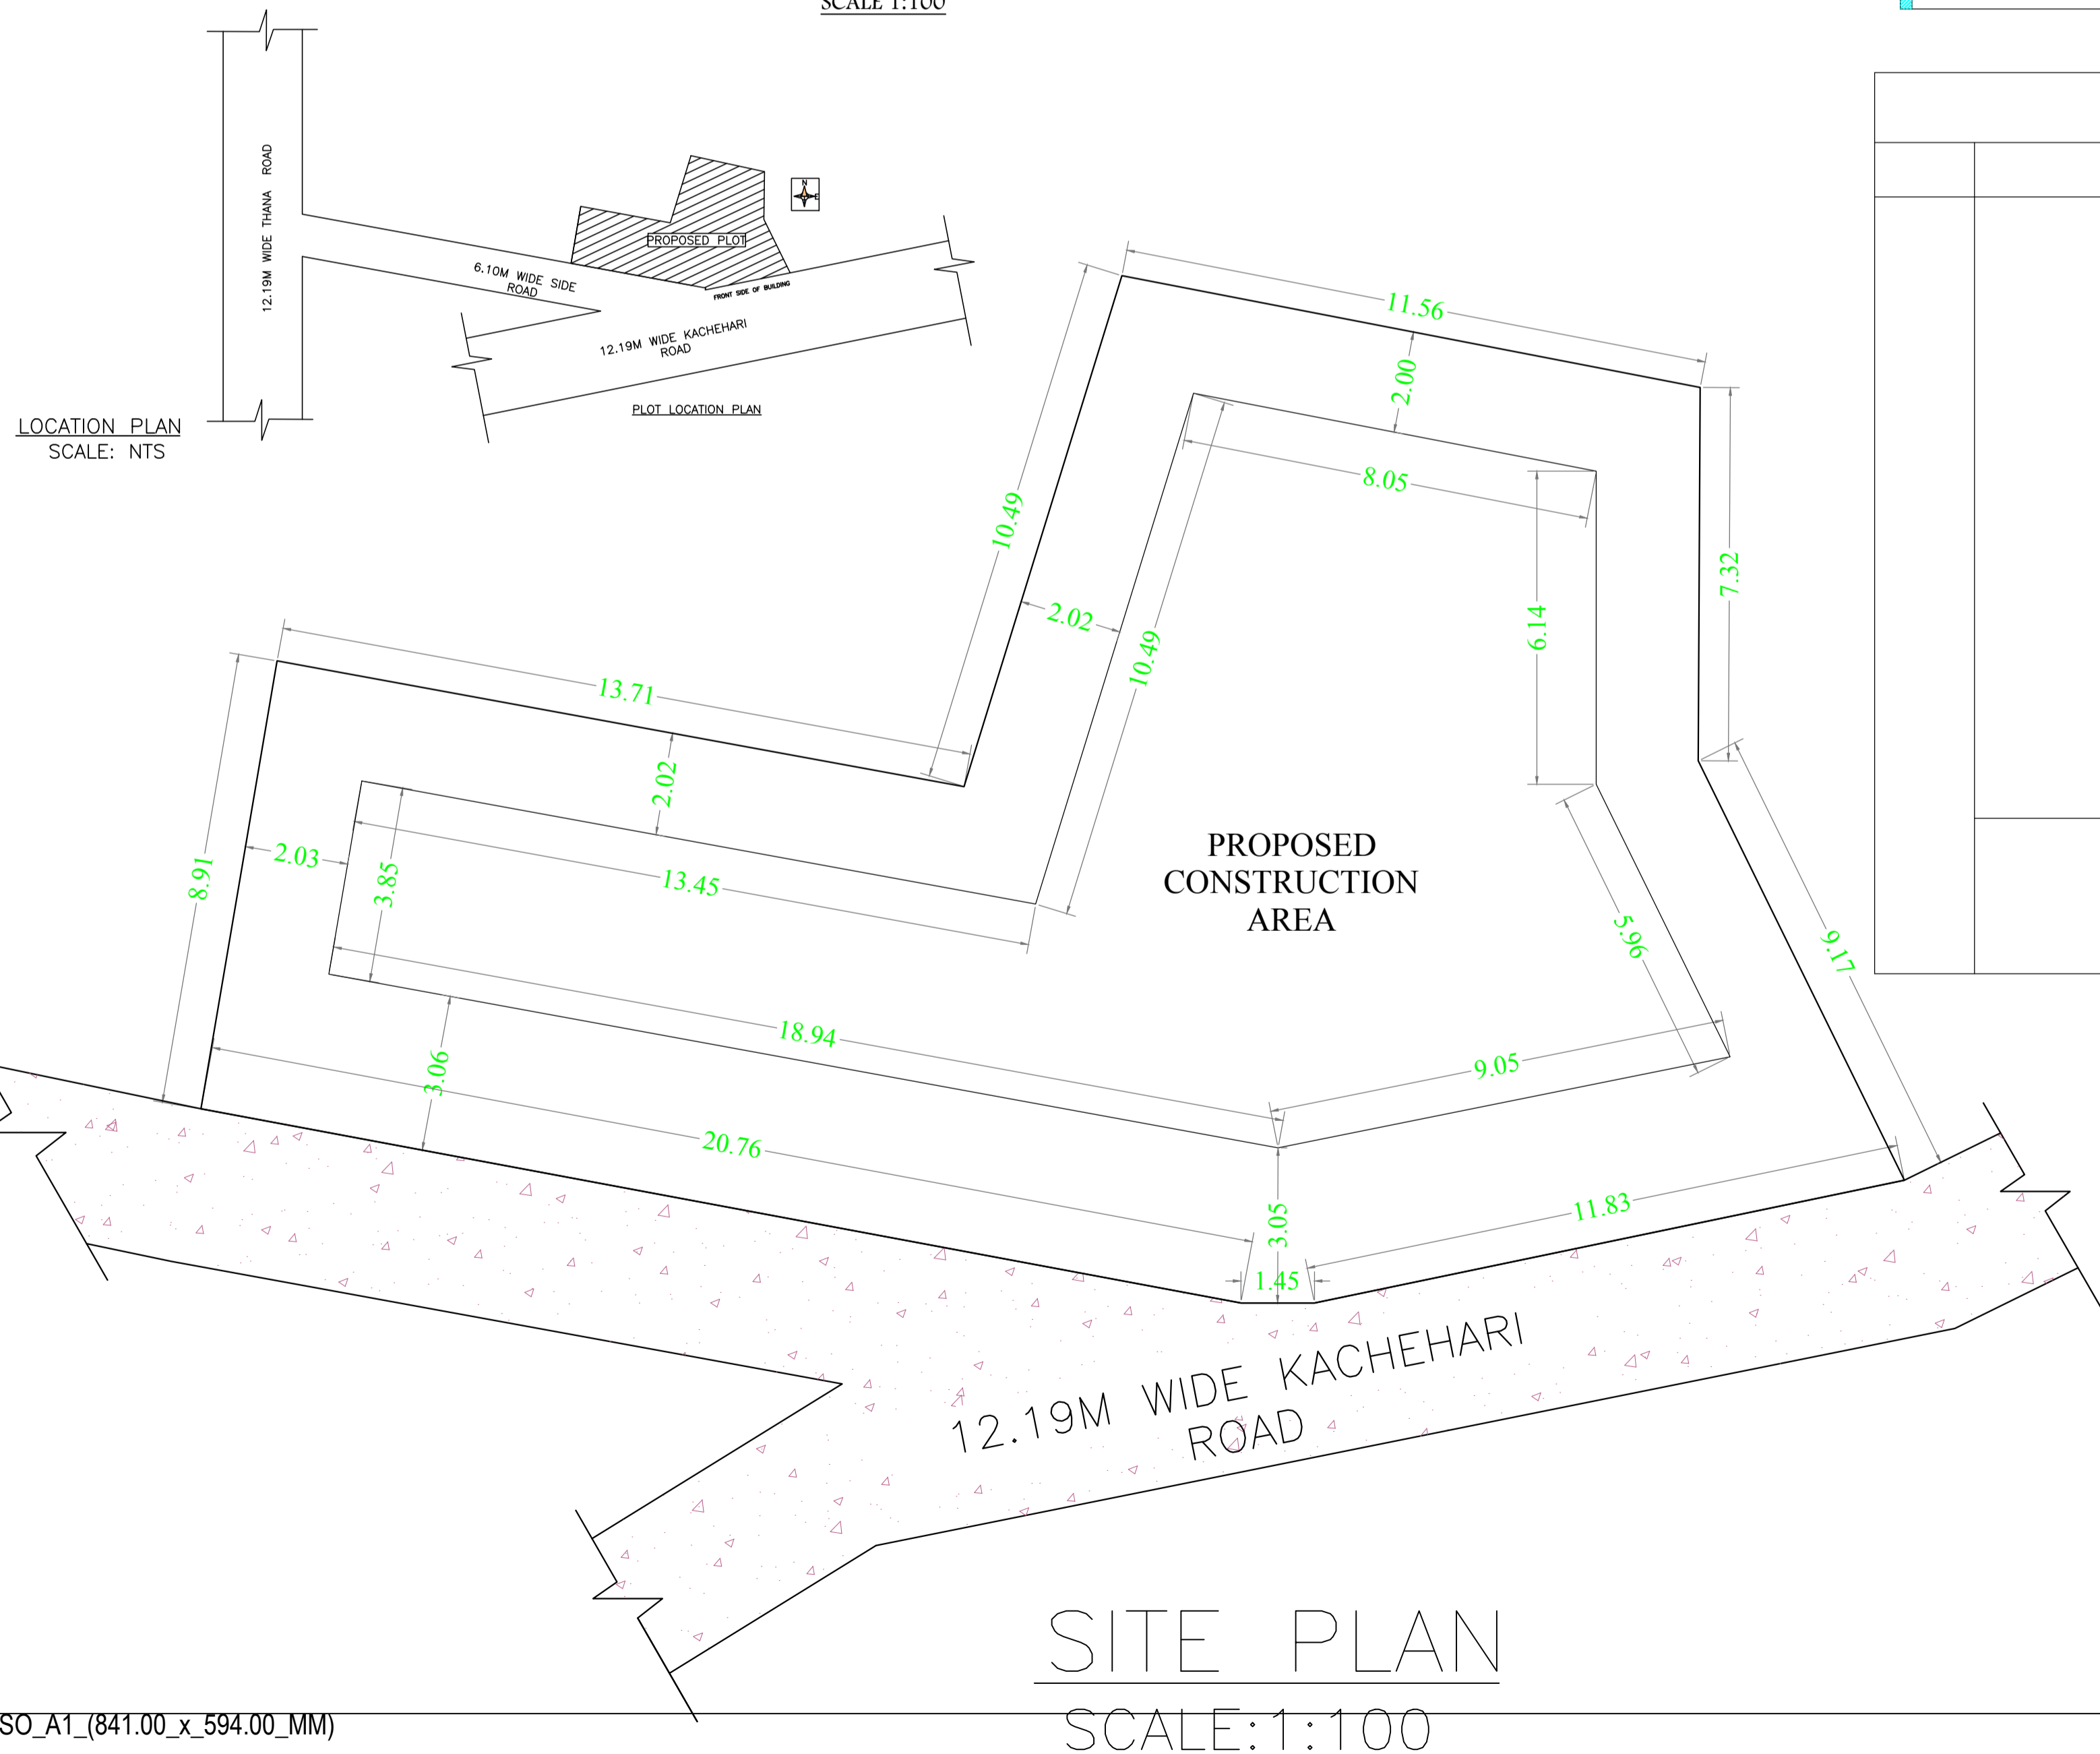 SCALE 1:100
12.19M WIDE THANA ROAD
N
E
PROPOSED PLOT
6.10M WIDE SIDE
ROAD
FRONT SIDE OF BUILDING
12.19M WIDE KACHEHARI
ROAD
PLOT LOCATION PLAN
LOCATION PLAN
SCALE: NTS
11.56
2.00
8.05
10.49
7.32
2.02
10.49
6.14
13.71
2.02
8.91
2.03
3.85
13.45
PROPOSED
CONSTRUCTION
AREA
5.96
9.17
18.94
3.06
9.05
20.76
3.05
11.83
1.45
12.19M WIDE KACHEHARI
ROAD
SITE PLAN
SCALE:1:100
SO_A1_(841.00_x_594.00_MM)